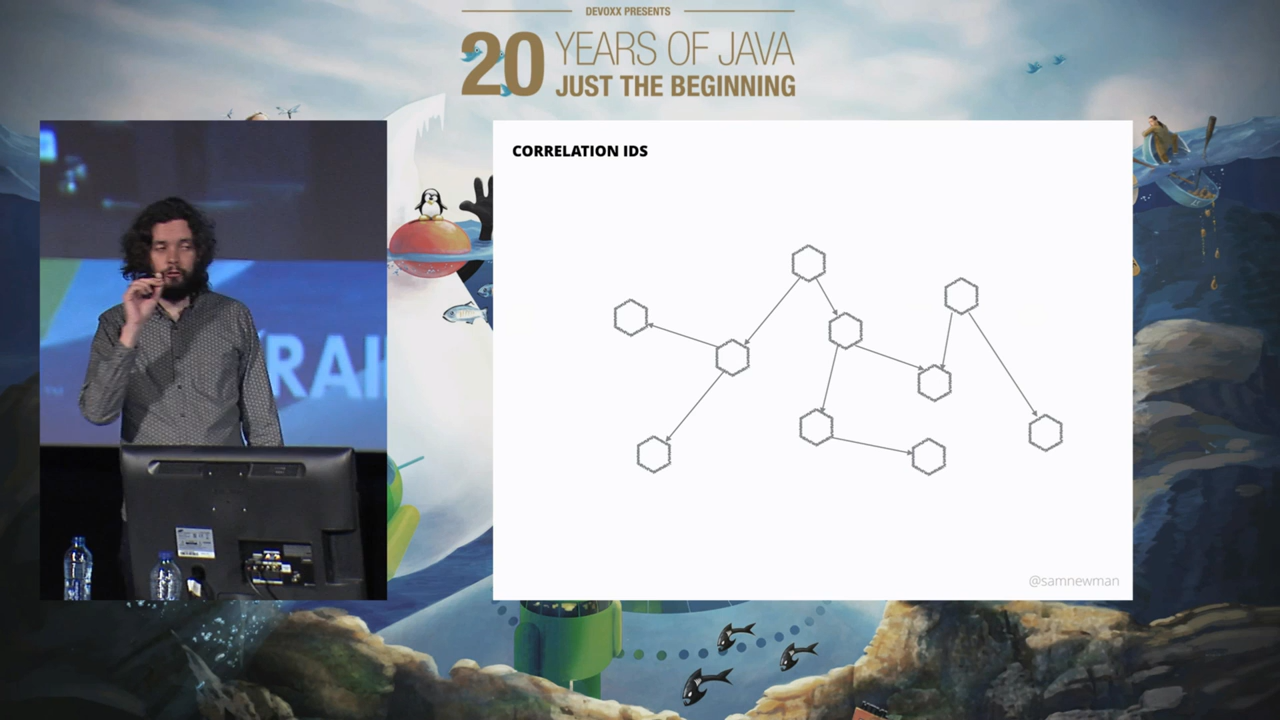 DEVOXX PRESENTS
20 YEARS OF JAVA
JUST THE BEGINNING
CORRELATION IDS
@samnewman